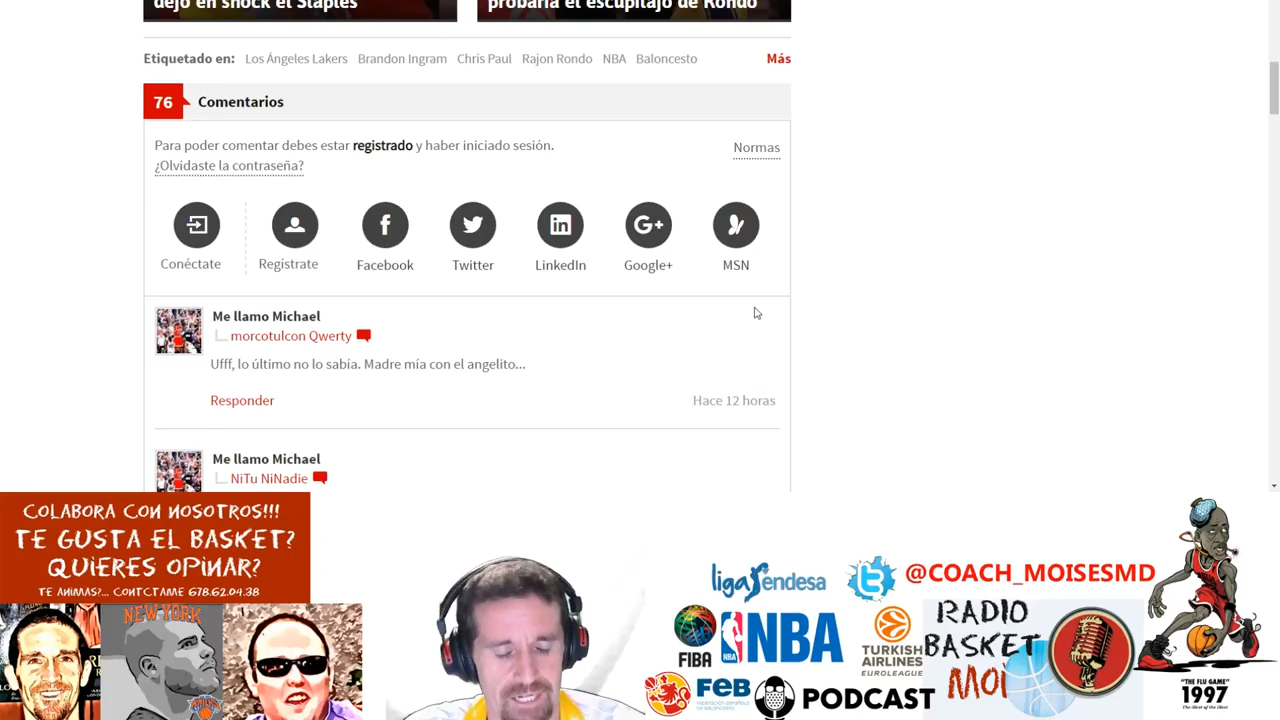 dejó en shock el Staples
probaría el escupitajo de Rondo
Etiquetado en: Los Ángeles Lakers Brandon Ingram Chris Paul Rajon Rondo NBA Baloncesto Más
76 Comentarios
Para poder comentar debes estar registrado y haber iniciado sesión. Normas
¿Olvidaste la contraseña?
Conéctate Regístrate Facebook Twitter LinkedIn Google+ MSN
Me llamo Michael
morcotulcon Qwerty
Ufff, lo último no lo sabía. Madre mía con el angelito...
Responder Hace 12 horas
Me llamo Michael
NiTu NiNadie
COLABORA CON NOSOTROS!!!
TE GUSTA EL BASKET?
QUIERES OPINAR?
TE ANIMAS?... CONTCTAME 678.62.04.38
NEW YORK
liga endesa
@COACH_MOISESMD
FIBA
NBA
TURKISH
AIRLINES
EUROLEAGUE
FEB
PODCAST
RADIO
BASKET
MOI
"THE FLU GAME"
1997